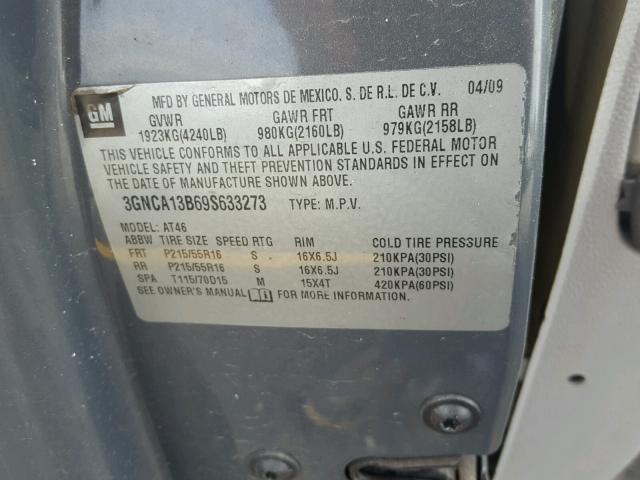 GM
MFD BY GENERAL MOTORS DE MEXICO, S. DE R.L. DE C.V. 04/09
GVWR GAWR FRT GAWR RR
1923KG(4240LB) 980KG(2160LB) 979KG(2158LB)
THIS VEHICLE CONFORMS TO ALL APPLICABLE U.S. FEDERAL MOTOR
VEHICLE SAFETY AND THEFT PREVENTION STANDARDS IN EFFECT ON
THE DATE OF MANUFACTURE SHOWN ABOVE.
3GNCA13B69S633273 TYPE: M.P.V.
MODEL: AT46
ABBW TIRE SIZE SPEED RTG RIM COLD TIRE PRESSURE
FRT P215/55R16 S 16X6.5J 210KPA(30PSI)
RR P215/55R16 S 16X6.5J 210KPA(30PSI)
SPA T115/70D15 M 15X4T 420KPA(60PSI)
SEE OWNER'S MANUAL FOR MORE INFORMATION.